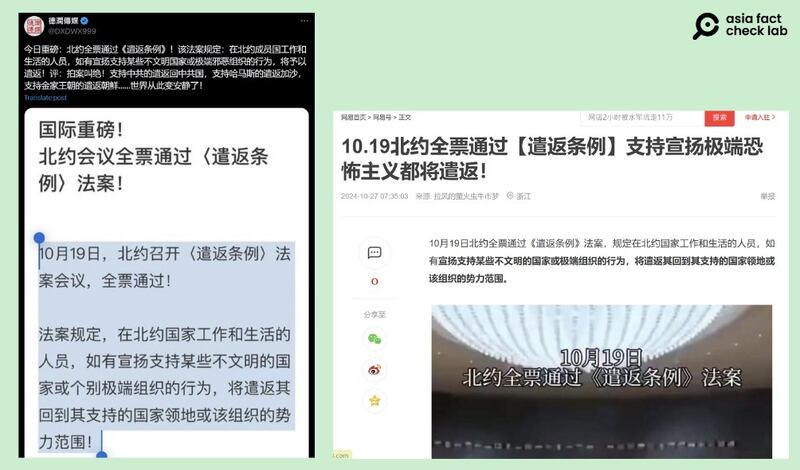 asia fact
check lab
德潤傳媒
@DXDWX999
今日重磅：北约全票通过《遣返条例》！该法案规定：在北约成员国工作和
生活的人员，如有宣扬支持某些不文明国家或极端邪恶组织的行为，将予以
遣返！评：拍案叫绝！支持中共的遣返回中共国，支持哈马斯的遣返加沙，
支持金家王朝的遣返朝鲜......世界从此变安静了！
Translate post
国际重磅！
北约会议全票通过〈遣返条
例〉法案！
10月19日，北约召开〈遣返条例〉法
案会议，全票通过！
法案规定，在北约国家工作和生活的
人员，如有宣扬支持某些不文明的国
家或个别极端组织的行为，将遣返其
回到其支持的国家领地或该组织的势
力范围！
网易首页 > 网易号 > 正文
网店2小时被水军坑走11万
搜索
申请入驻 >
10.19北约全票通过【遣返条例】支持宣扬极端恐
怖主义都将遣返！
2024-10-27 07:35:03 来源: 拉风的萤火虫牛市梦 浙江
举报
0
分享至
10月19日北约全票通过《遣返条例》法案，规定在北约国家工作和生活的人员，如
有宣扬支持某些不文明的国家或极端组织的行为，将遣返其回到其支持的国家领地或
该组织的势力范围。
10月19日
北约全票通过《遣返条例》法案